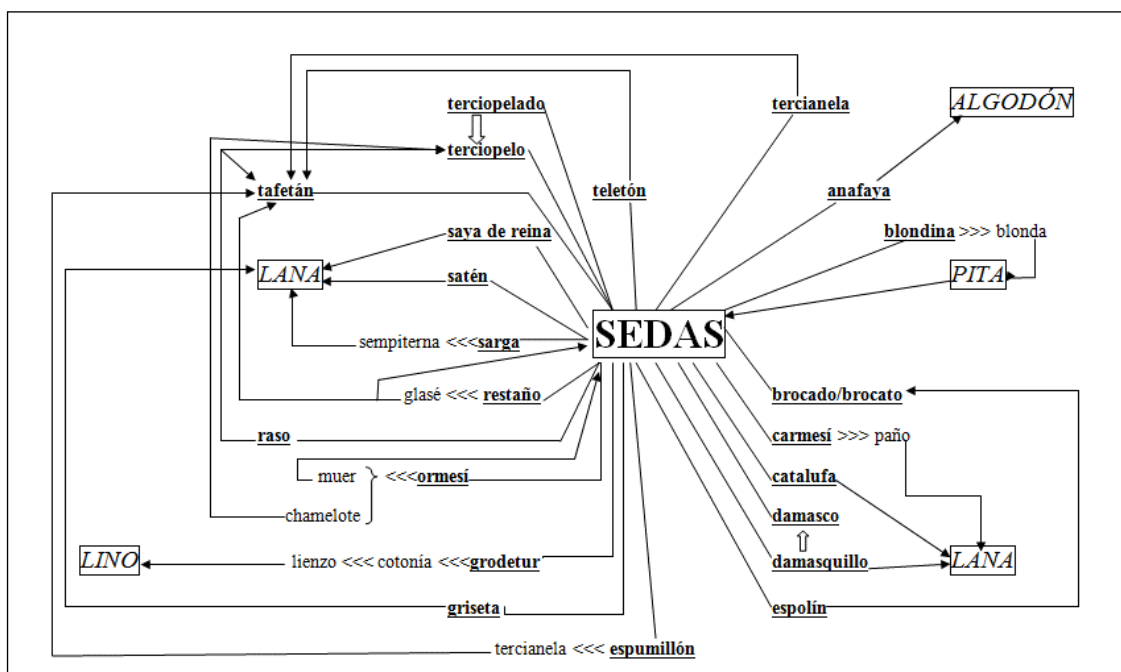 terciopelado
tercianela
ALGODÓN
terciopelo
tafetán
teletón
anafaya
saya de reina
blondina >>> blonda
LANA
satén
PITA
SEDAS
sempiterna <<<sarga
glasé <<< restaño
brocado/brocato
raso
carmesí >>> paño
muer } <<<ormesí
catalufa
chamelote
damasco
LINO
lienzo <<< cotonía <<<grodetur
damasquillo
LANA
griseta
espolín
tercianela <<< espumillón